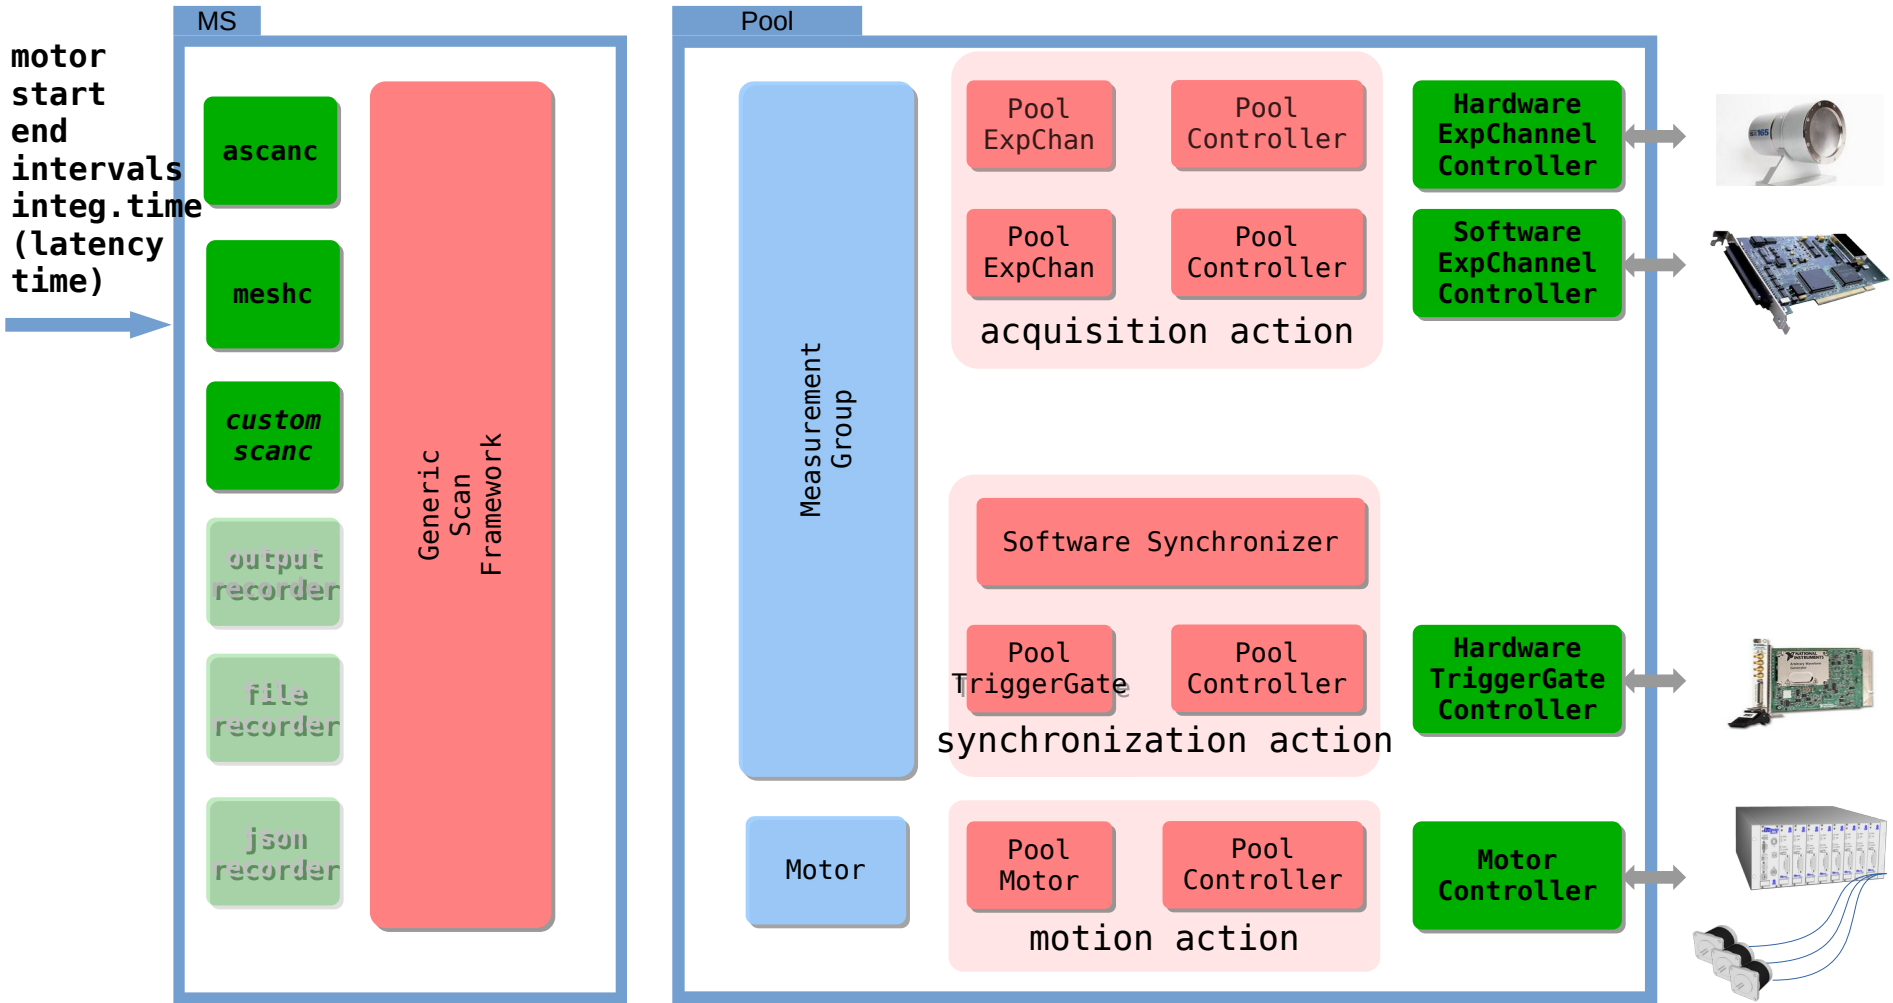 MS
Pool
motor
start
end
intervals
integ.time
(latency
time)
ascanc
meshc
custom
scanc
output
recorder
file
recorder
json
recorder
Generic
Scan
Framework
Measurement
Group
Motor
Pool
ExpChan
Pool
Controller
Pool
ExpChan
Pool
Controller
acquisition action
Software Synchronizer
Pool
TriggerGate
Pool
Controller
synchronization action
Pool
Motor
Pool
Controller
motion action
Hardware
ExpChannel
Controller
Software
ExpChannel
Controller
Hardware
TriggerGate
Controller
Motor
Controller
165
NATIONAL
INSTRUMENTS